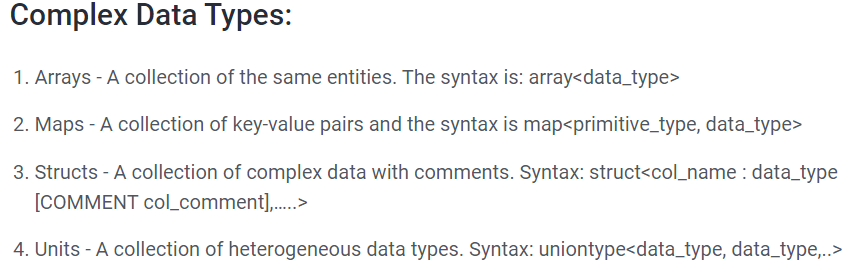 Complex Data Types:
1. Arrays - A collection of the same entities. The syntax is: array<data_type>
2. Maps - A collection of key-value pairs and the syntax is map<primitive_type, data_type>
3. Structs - A collection of complex data with comments. Syntax: struct<col_name : data_type
[COMMENT col_comment],…..>
4. Units - A collection of heterogeneous data types. Syntax: uniontype<data_type, data_type,..>